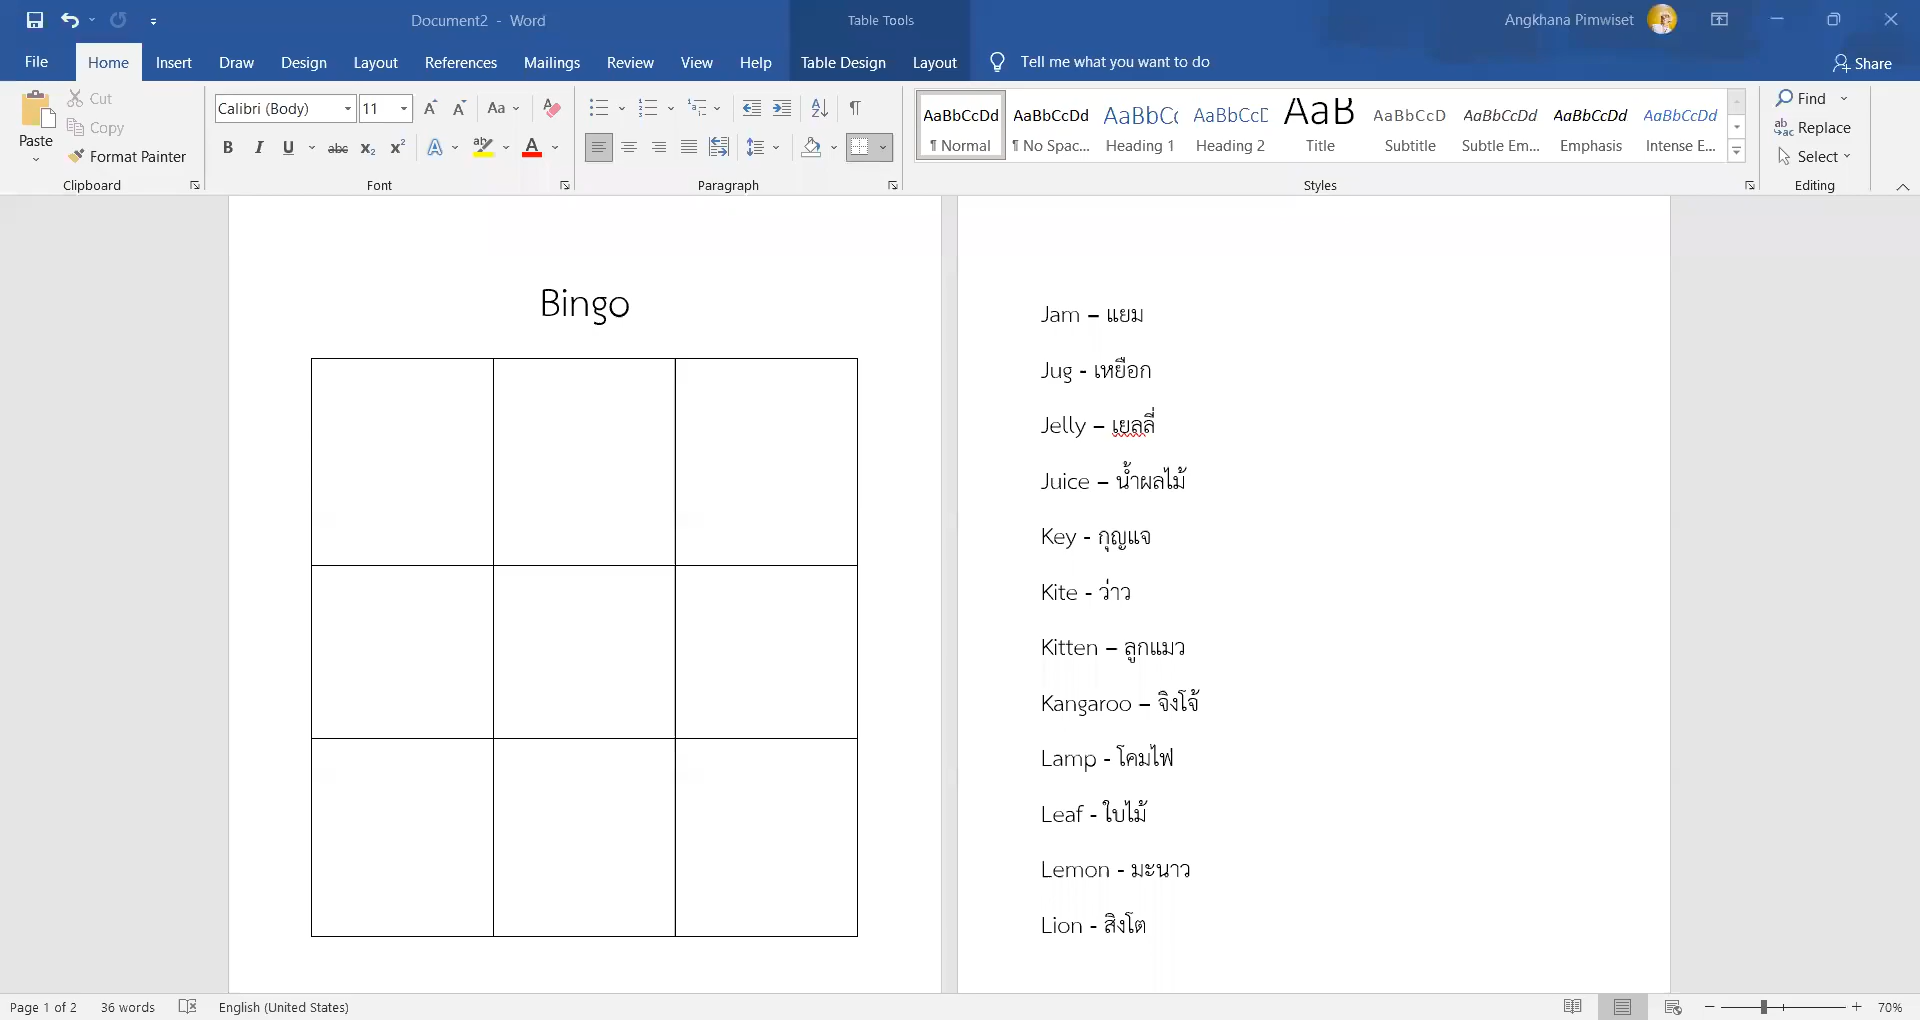 Document2 - Word
Table Tools
Angkhana Pimwiset
File Home Insert Draw Design Layout References Mailings Review View Help Table Design Layout Tell me what you want to do Share
Paste
Cut
Copy
Format Painter
Clipboard
Calibri (Body) 11 Aa
B I U abc x₂ x² A ab A
Font
Paragraph
AaBbCcDd AaBbCcDd AaBbCc AaBbCcD AaB AaBbCcD AaBbCcDd AaBbCcDd AaBbCcDd
¶ Normal ¶ No Spac... Heading 1 Heading 2 Title Subtitle Subtle Em... Emphasis Intense E...
Styles
Find
Replace
Select
Editing
Bingo
Jam – แยม
Jug - เหยือก
Jelly – เยลลี่
Juice – น้ำผลไม้
Key - กุญแจ
Kite - ว่าว
Kitten – ลูกแมว
Kangaroo – จิงโจ้
Lamp - โคมไฟ
Leaf - ใบไม้
Lemon - มะนาว
Lion - สิงโต
Page 1 of 2 36 words English (United States) 70%